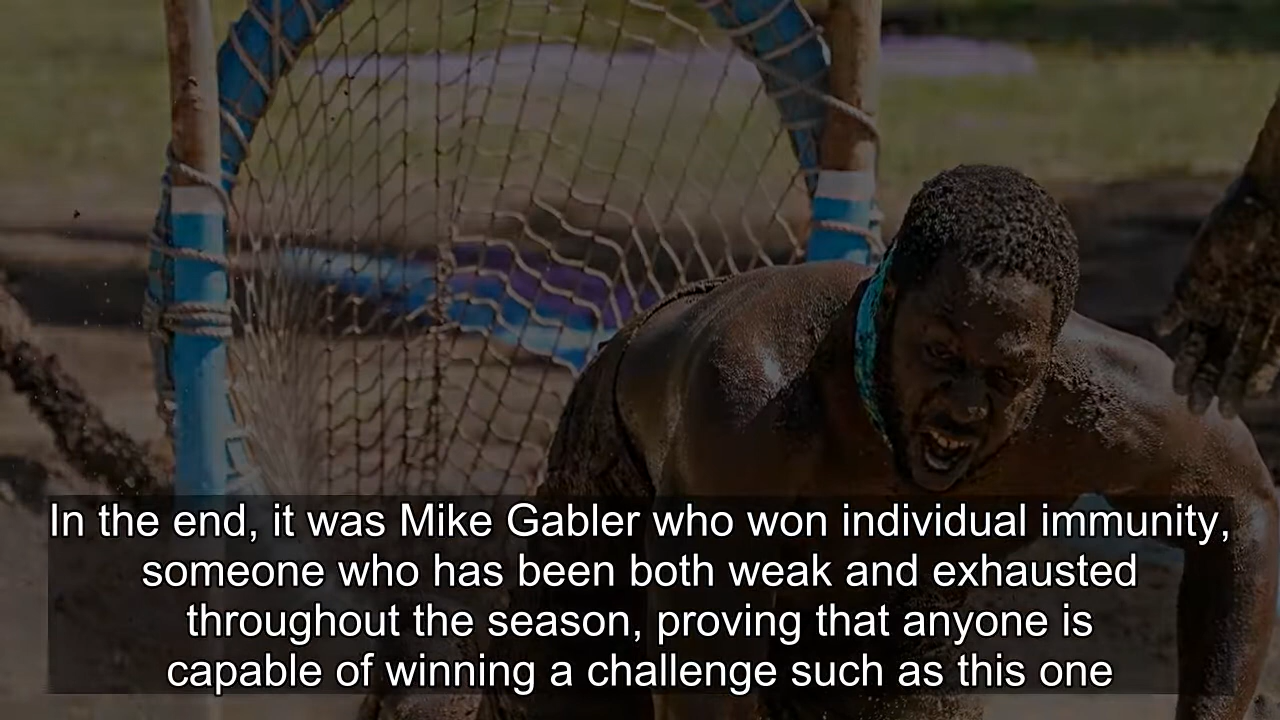 In the end, it was Mike Gabler who won individual immunity,
someone who has been both weak and exhausted
throughout the season, proving that anyone is
capable of winning a challenge such as this one